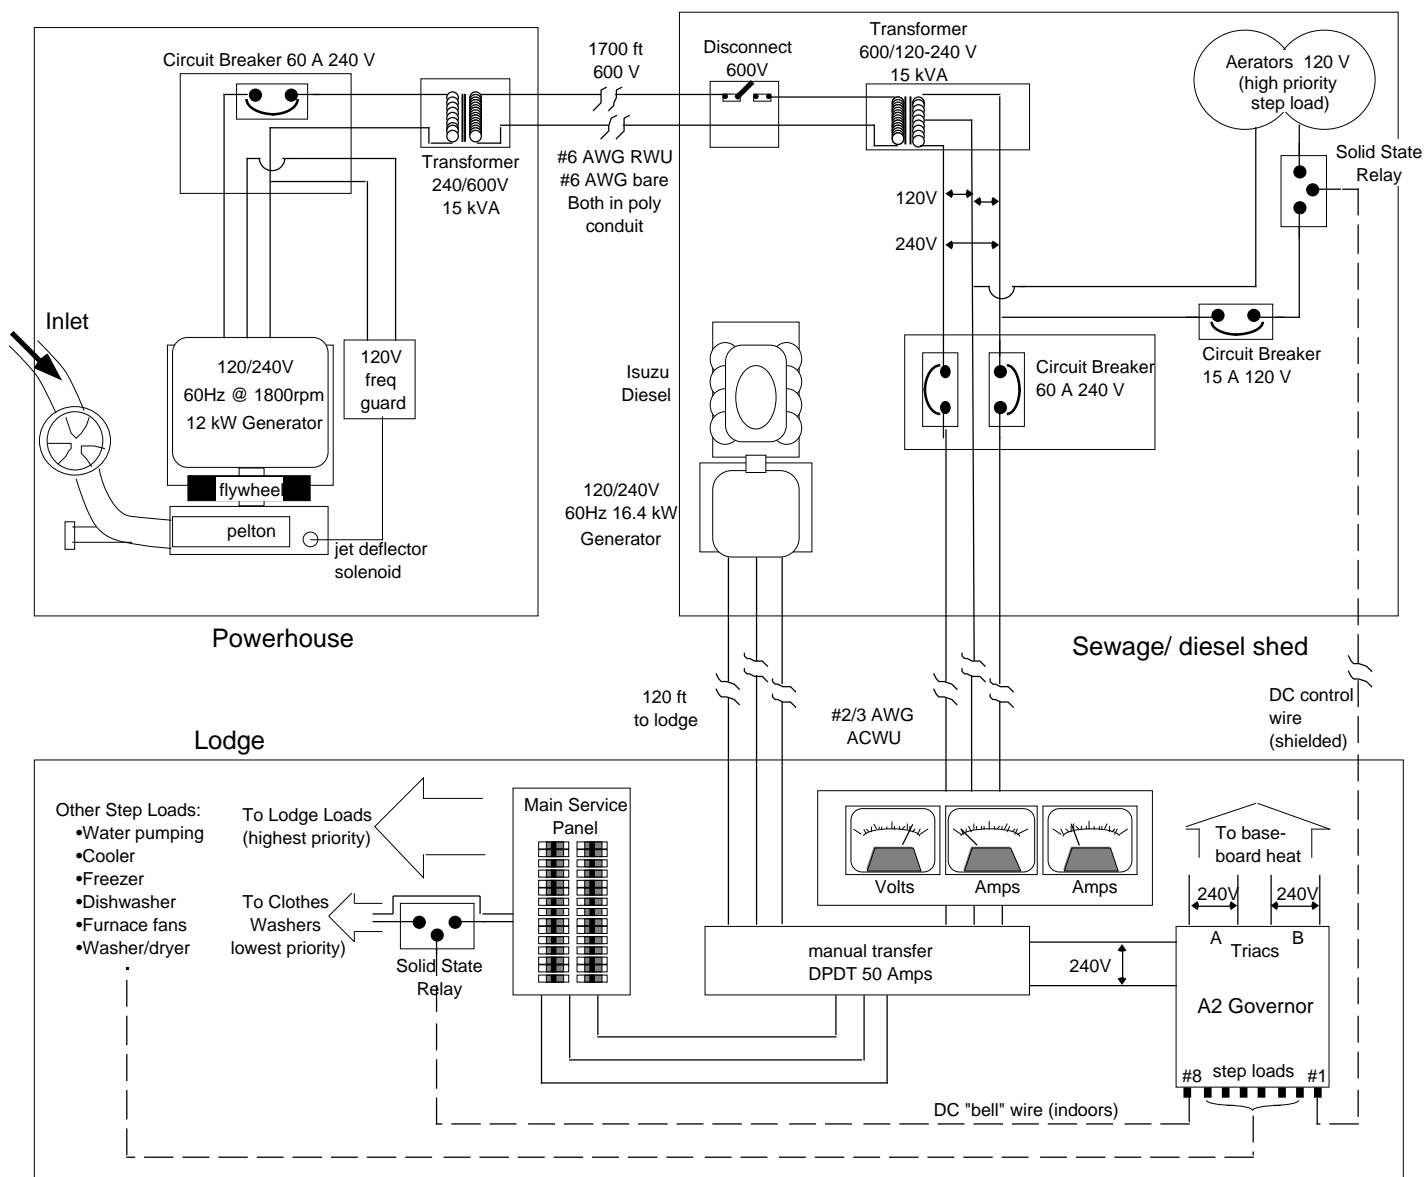 Circuit Breaker 60 A 240 V
1700 ft
600 V
Disconnect
600V
Transformer
600/120-240 V
15 kVA
Aerators 120 V
(high priority
step load)
Solid State
Relay
Transformer
240/600V
15 kVA
#6 AWG RWU
#6 AWG bare
Both in poly
conduit
120V
240V
Inlet
120/240V
60Hz @ 1800rpm
12 kW Generator
120V
freq
guard
Isuzu
Diesel
Circuit Breaker
60 A 240 V
Circuit Breaker
15 A 120 V
flywheel
pelton
jet deflector
solenoid
120/240V
60Hz 16.4 kW
Generator
Powerhouse
Sewage/ diesel shed
120 ft
to lodge
#2/3 AWG
ACWU
DC control
wire
(shielded)
Lodge
Other Step Loads:
•Water pumping
•Cooler
•Freezer
•Dishwasher
•Furnace fans
•Washer/dryer
To Lodge Loads
(highest priority)
To Clothes
Washers
lowest priority)
Solid State
Relay
Main Service
Panel
Volts
Amps
Amps
To base-
board heat
240V
240V
manual transfer
DPDT 50 Amps
240V
A
B
Triacs
A2 Governor
#8
step loads
#1
DC "bell" wire (indoors)